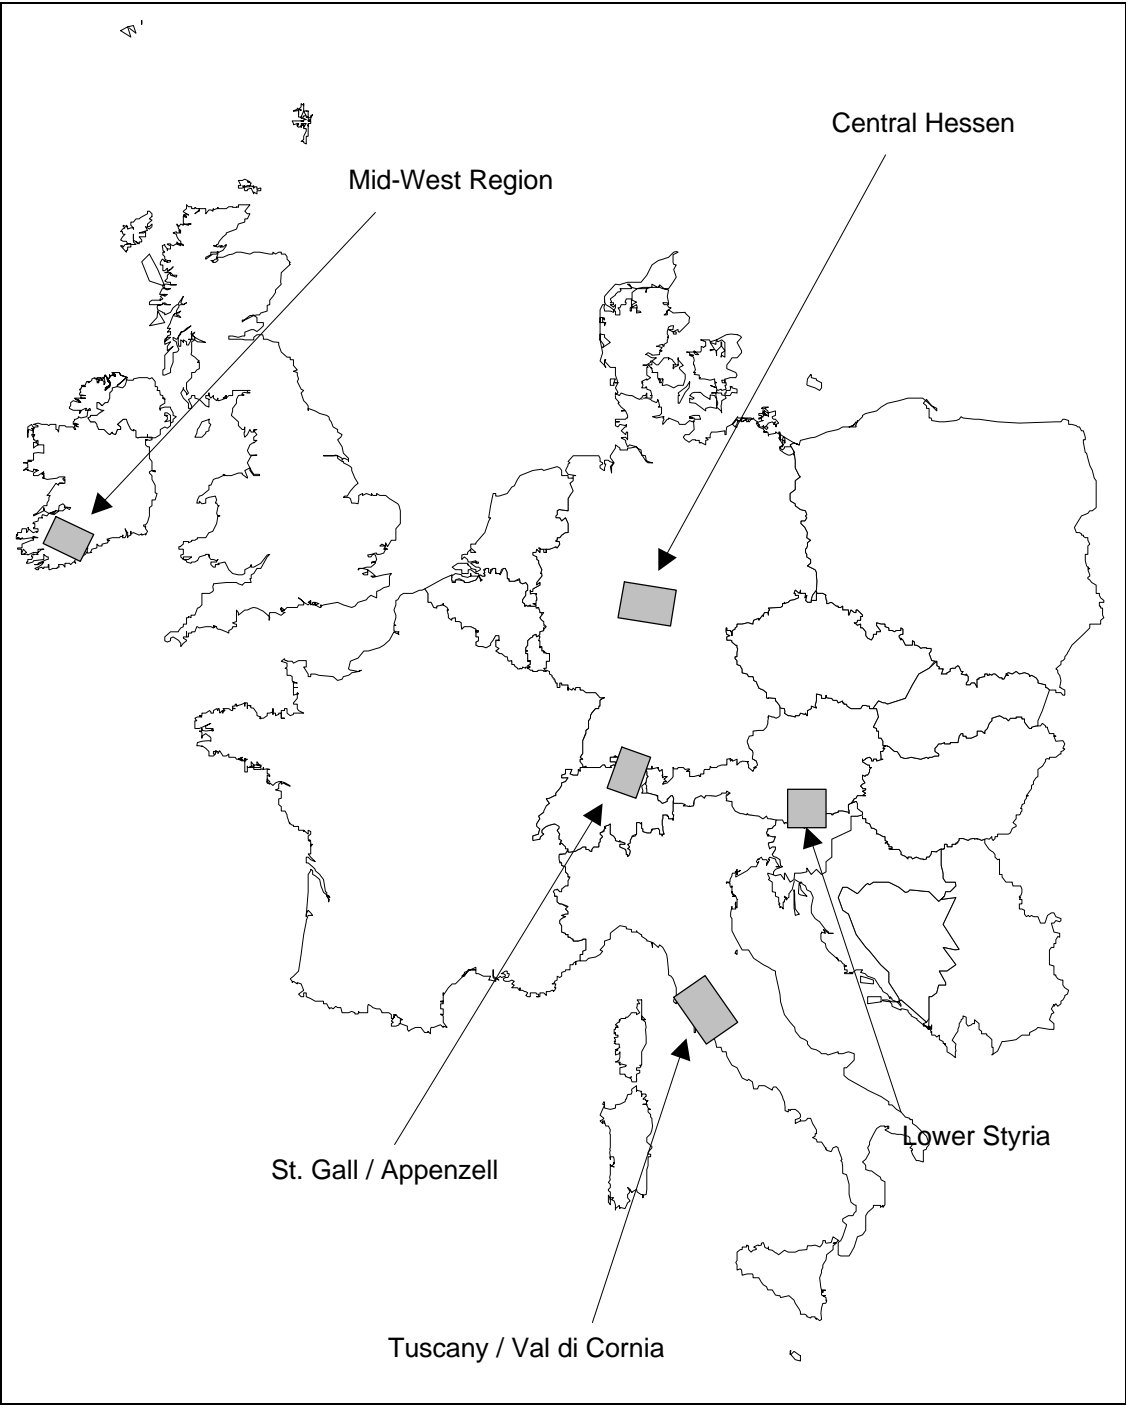 Central Hessen
Mid-West Region
Lower Styria
St. Gall / Appenzell
Tuscany / Val di Cornia